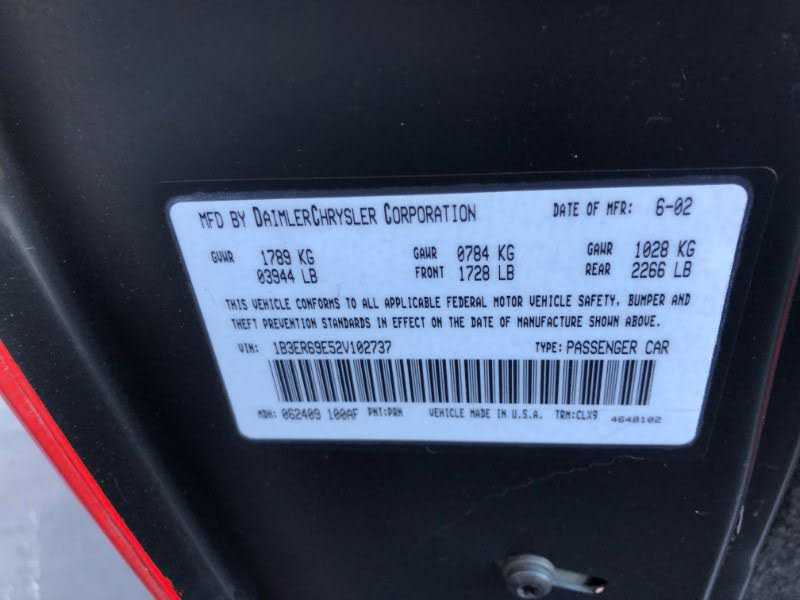 MFD BY DAIMLERCHRYSLER CORPORATION DATE OF MFR: 6-02
GVWR 1789 KG GAWR 0784 KG GAWR 1028 KG
03944 LB FRONT 1728 LB REAR 2266 LB
THIS VEHICLE CONFORMS TO ALL APPLICABLE FEDERAL MOTOR VEHICLE SAFETY, BUMPER AND
THEFT PREVENTION STANDARDS IN EFFECT ON THE DATE OF MANUFACTURE SHOWN ABOVE.
VIN: 1B3ER69E52V102737 TYPE: PASSENGER CAR
MDH: 062409 100AF PNT:PRN VEHICLE MADE IN U.S.A. TRM:CLX9 4648102